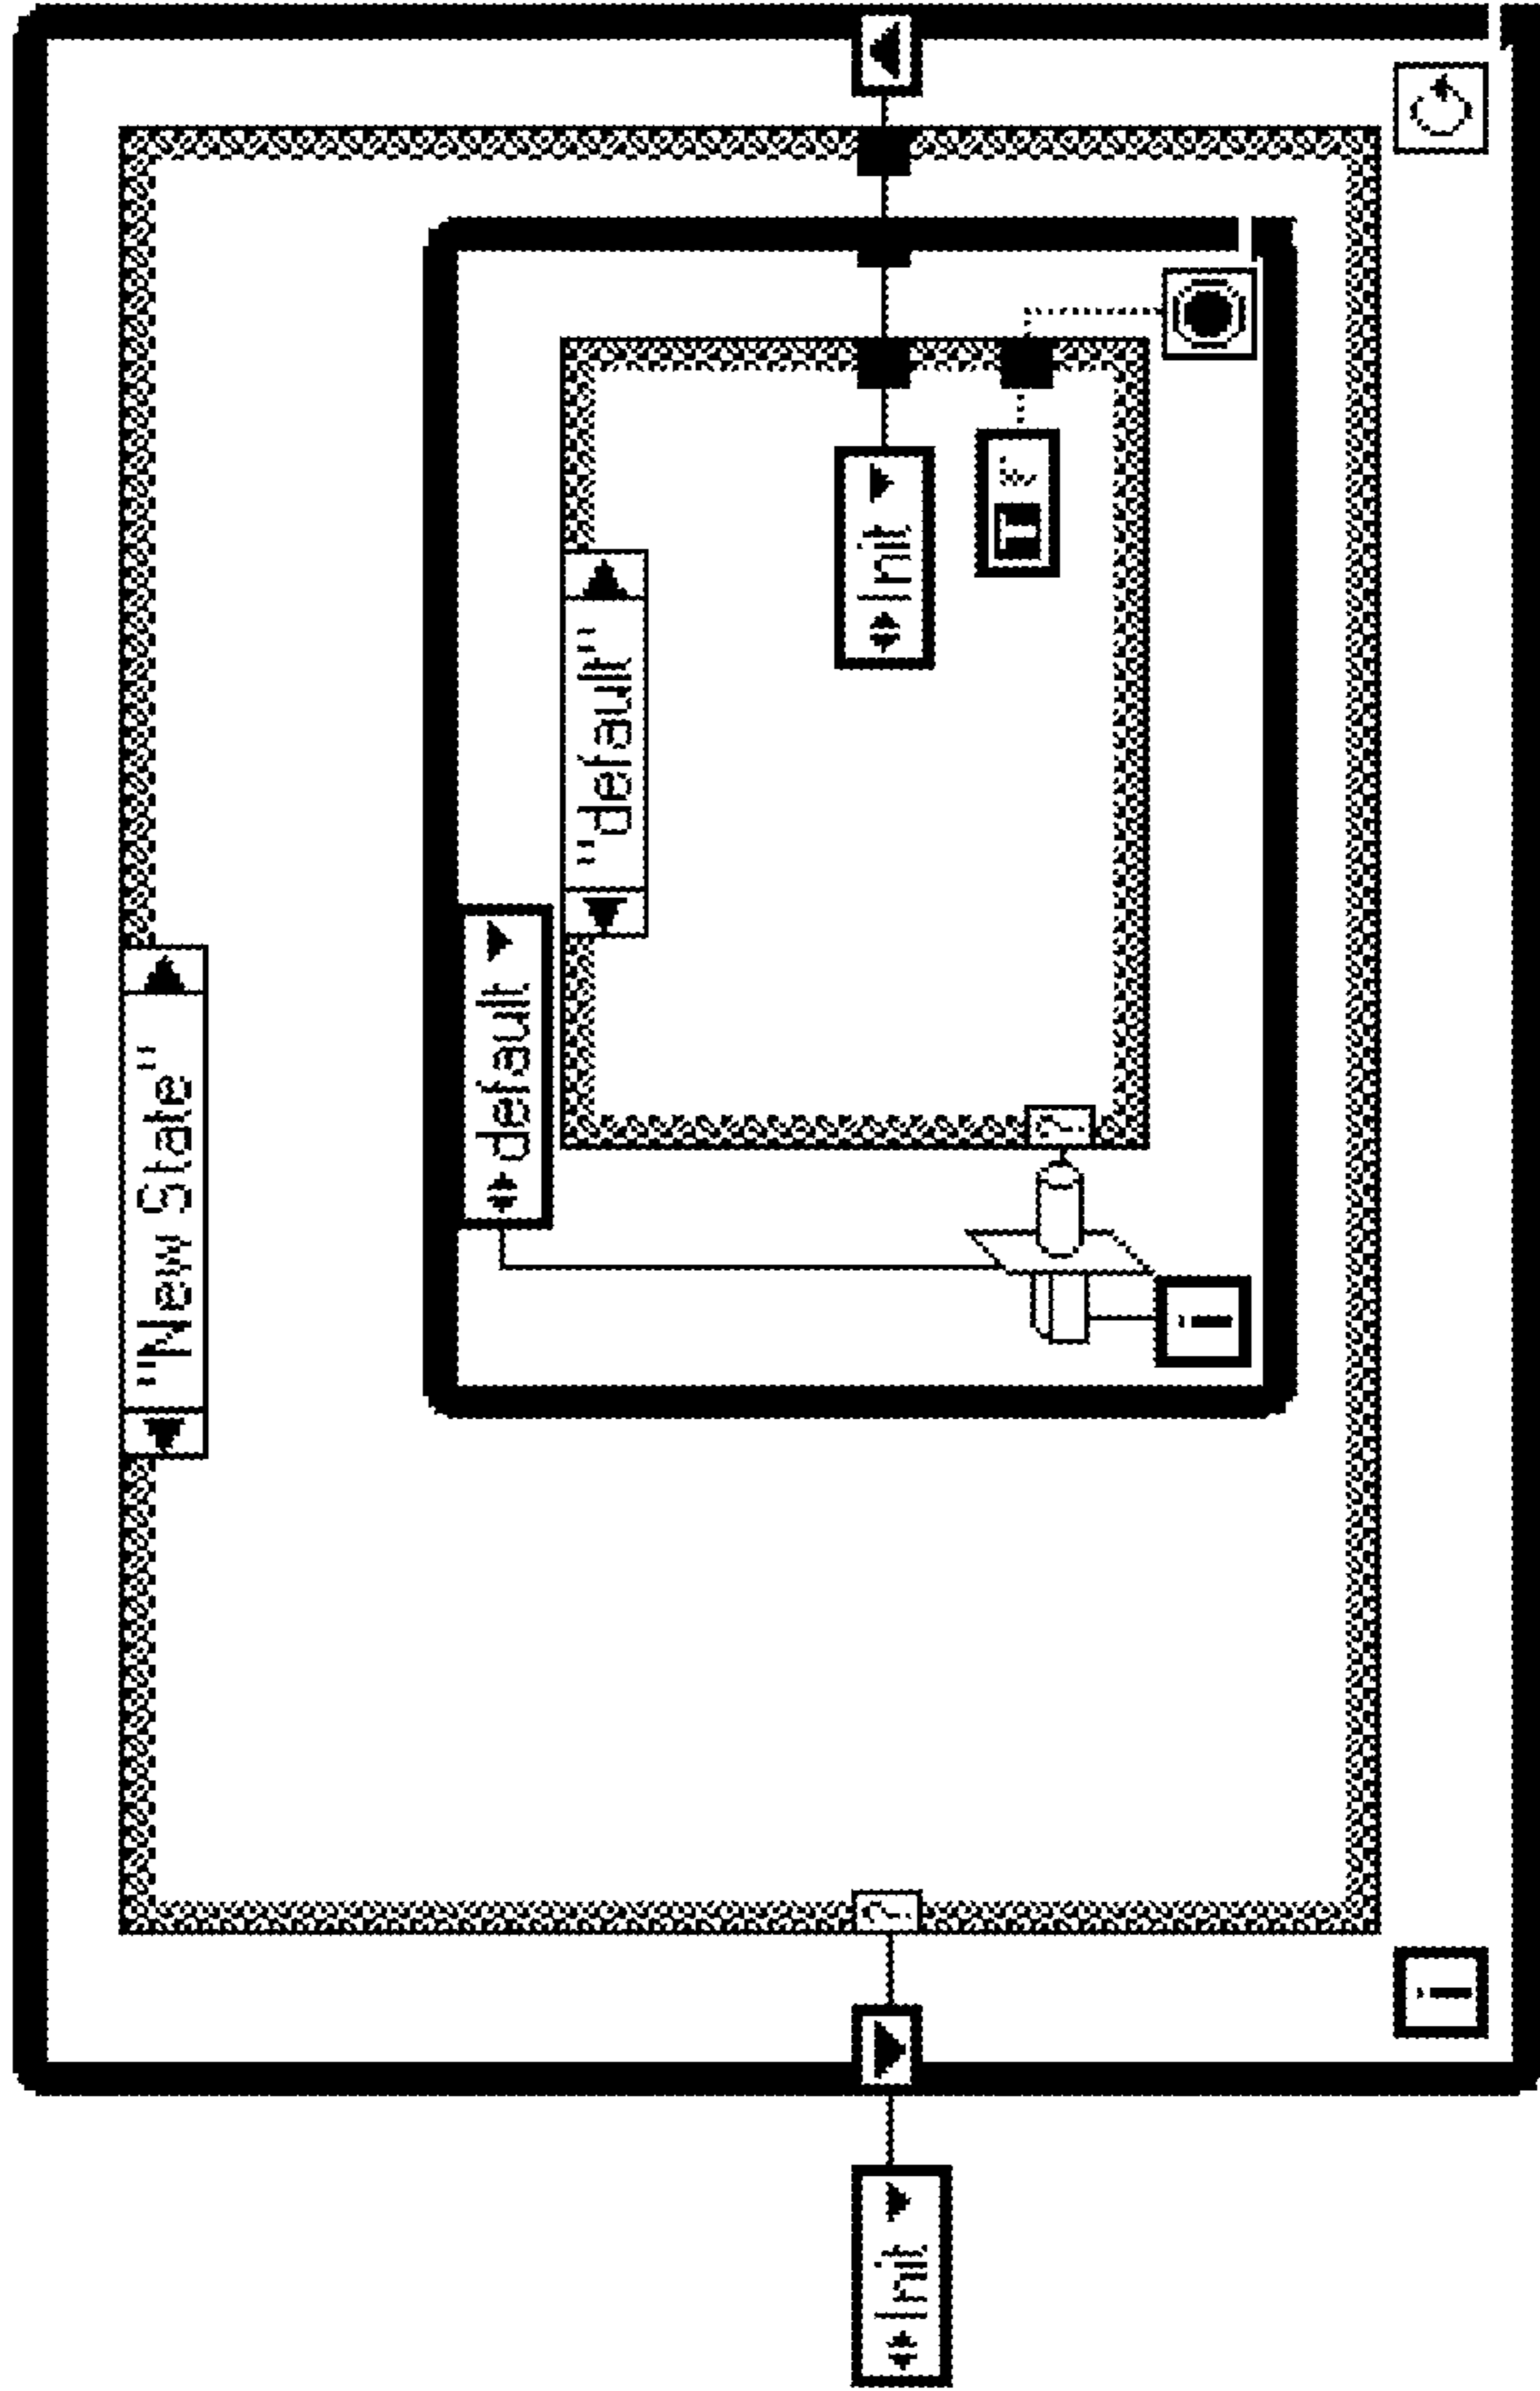 "New State"
default
"default"
Init
T F
?
i
?
i
Init